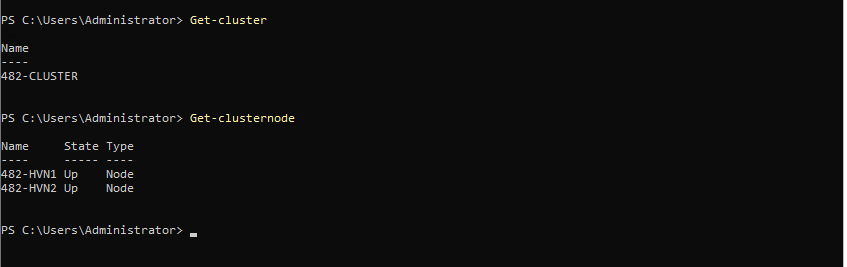 PS C:\Users\Administrator> Get-cluster
Name
----
482-CLUSTER
PS C:\Users\Administrator> Get-clusternode
Name     State Type
----     ----- ----
482-HVN1 Up    Node
482-HVN2 Up    Node
PS C:\Users\Administrator>